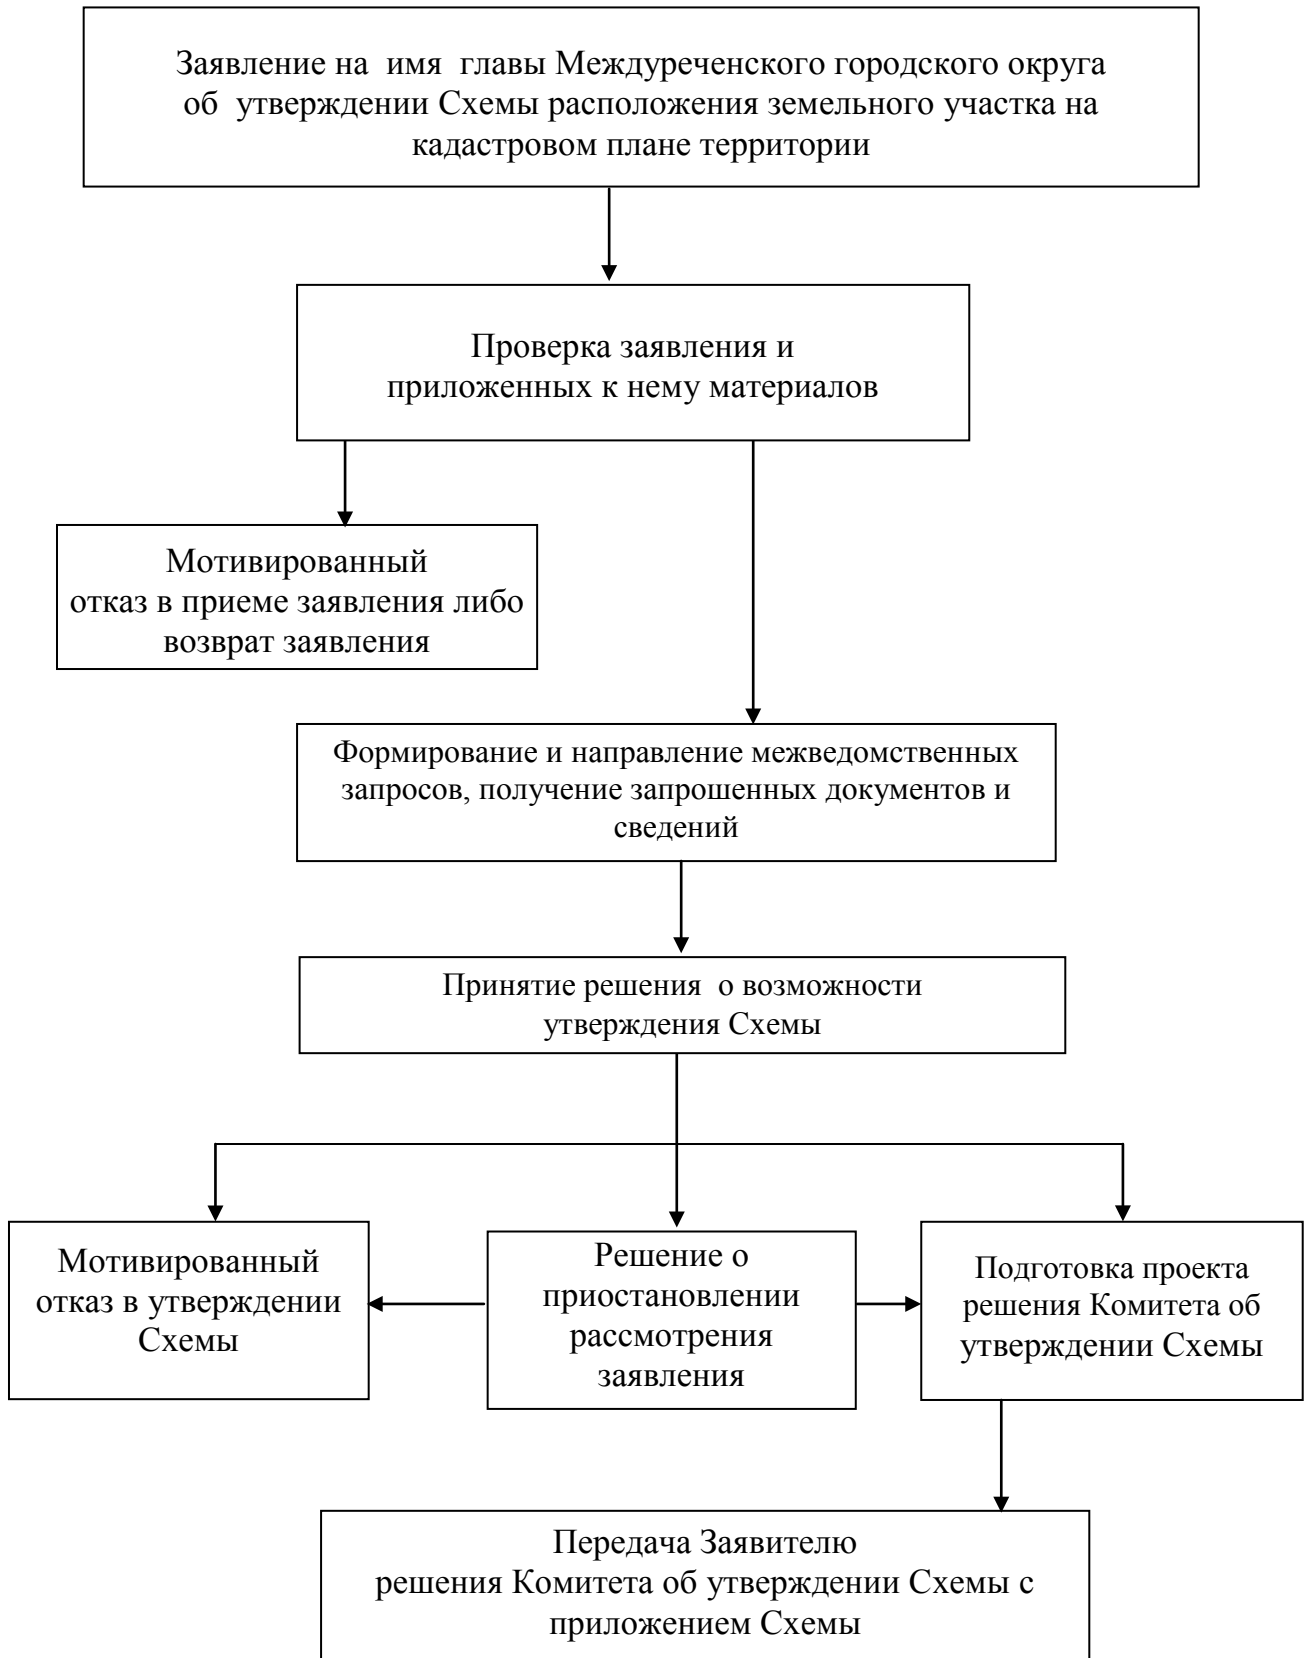 Заявление на имя главы Междуреченского городского округа
об утверждении Схемы расположения земельного участка на
кадастровом плане территории
Проверка заявления и
приложенных к нему материалов
Мотивированный
отказ в приеме заявления либо
возврат заявления
Формирование и направление межведомственных
запросов, получение запрошенных документов и
сведений
Принятие решения о возможности
утверждения Схемы
Мотивированный
отказ в утверждении
Схемы
Решение о
приостановлении
рассмотрения
заявления
Подготовка проекта
решения Комитета об
утверждении Схемы
Передача Заявителю
решения Комитета об утверждении Схемы с
приложением Схемы